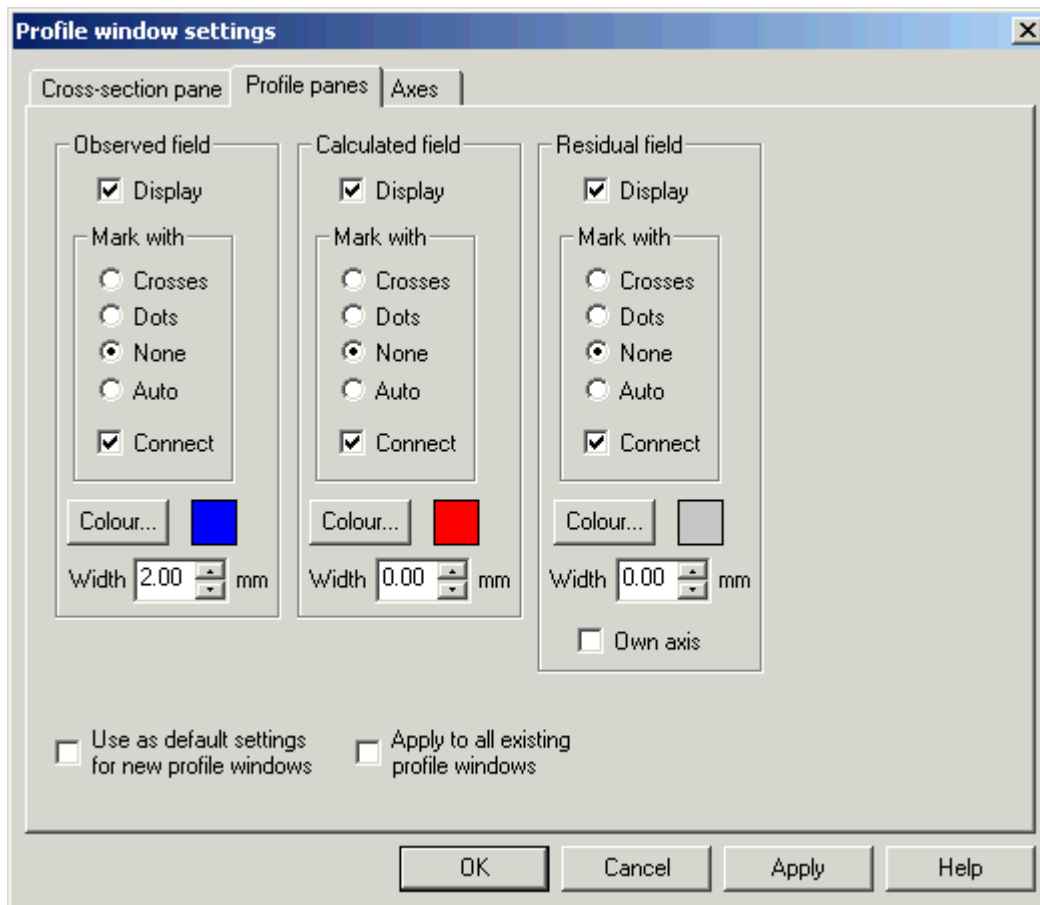 Profile window settings
Cross-section pane
Profile panes
Axes
Observed field
Display
Mark with
Crosses
Dots
None
Auto
Connect
Colour...
Width 2.00 mm
Calculated field
Display
Mark with
Crosses
Dots
None
Auto
Connect
Colour...
Width 0.00 mm
Residual field
Display
Mark with
Crosses
Dots
None
Auto
Connect
Colour...
Width 0.00 mm
Own axis
Use as default settings
for new profile windows
Apply to all existing
profile windows
OK
Cancel
Apply
Help